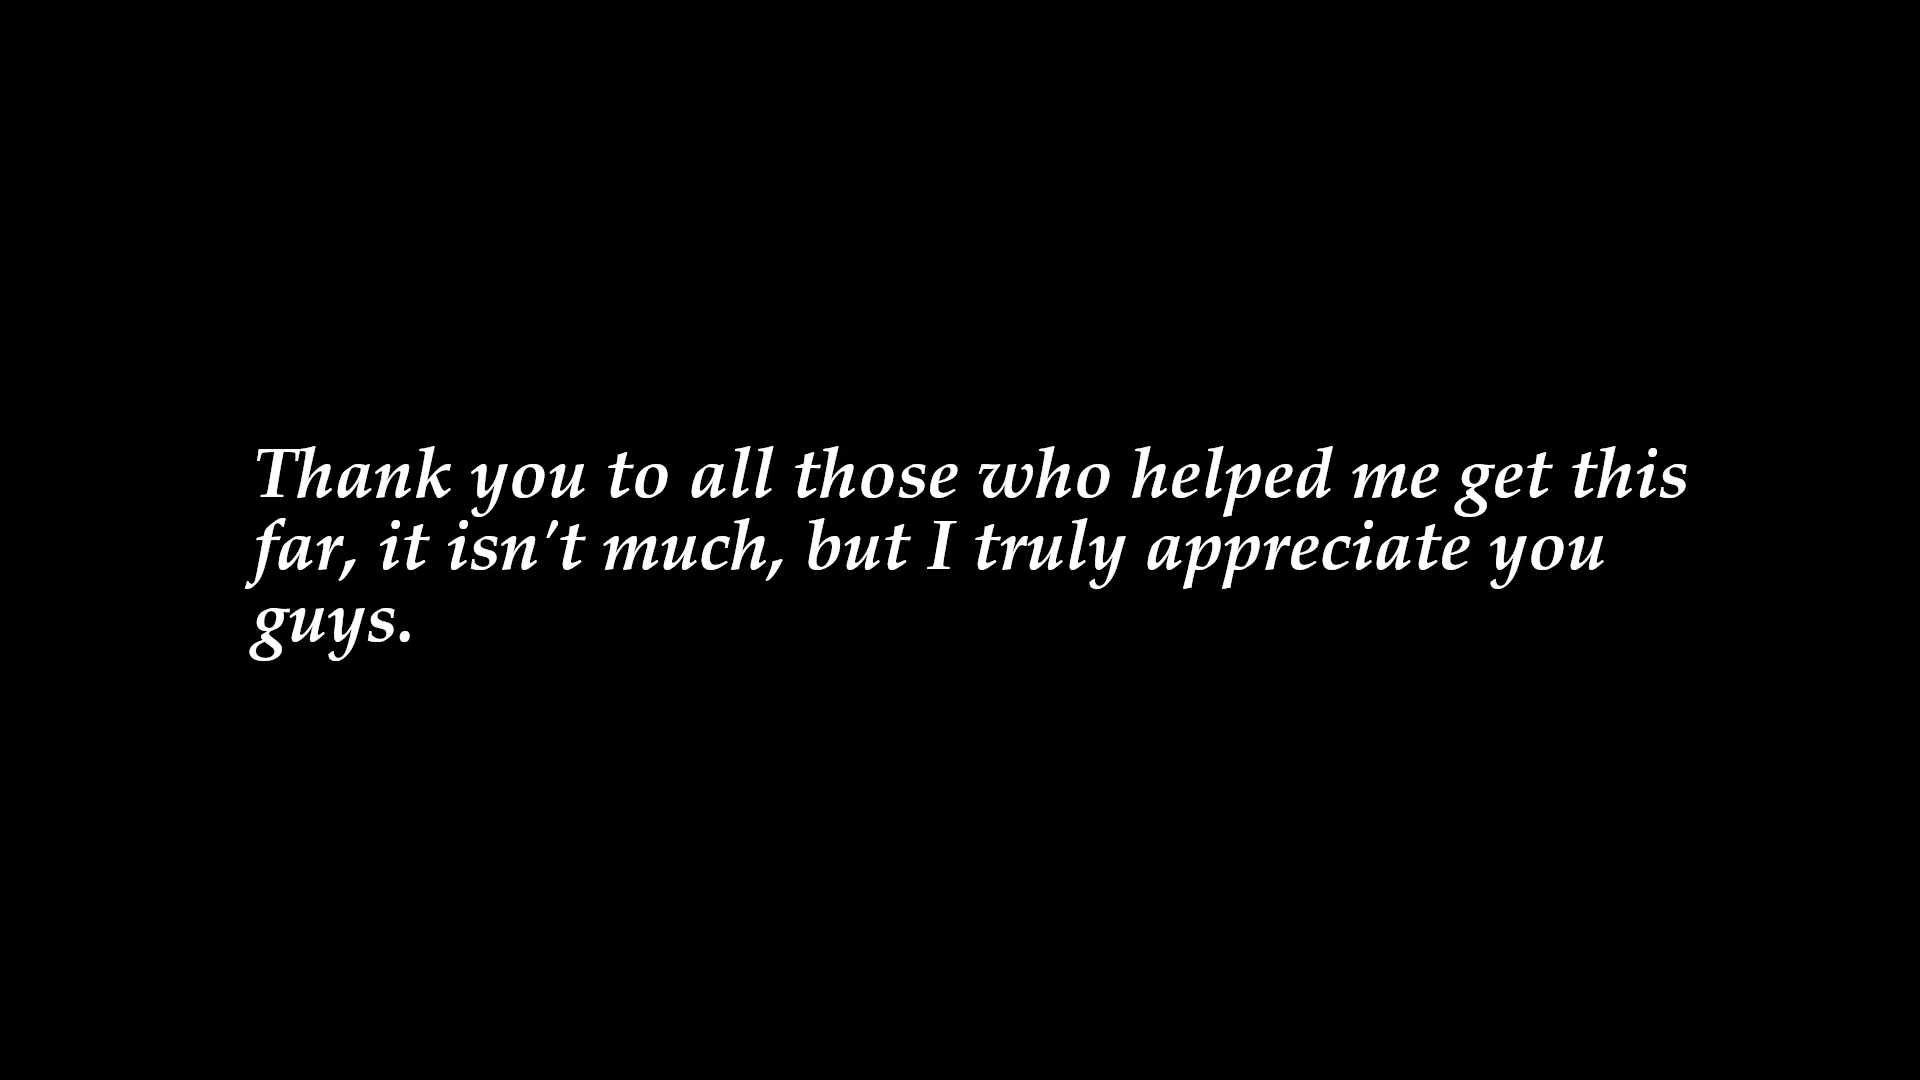 Thank you to all those who helped me get this
far, it isn't much, but I truly appreciate you
guys.